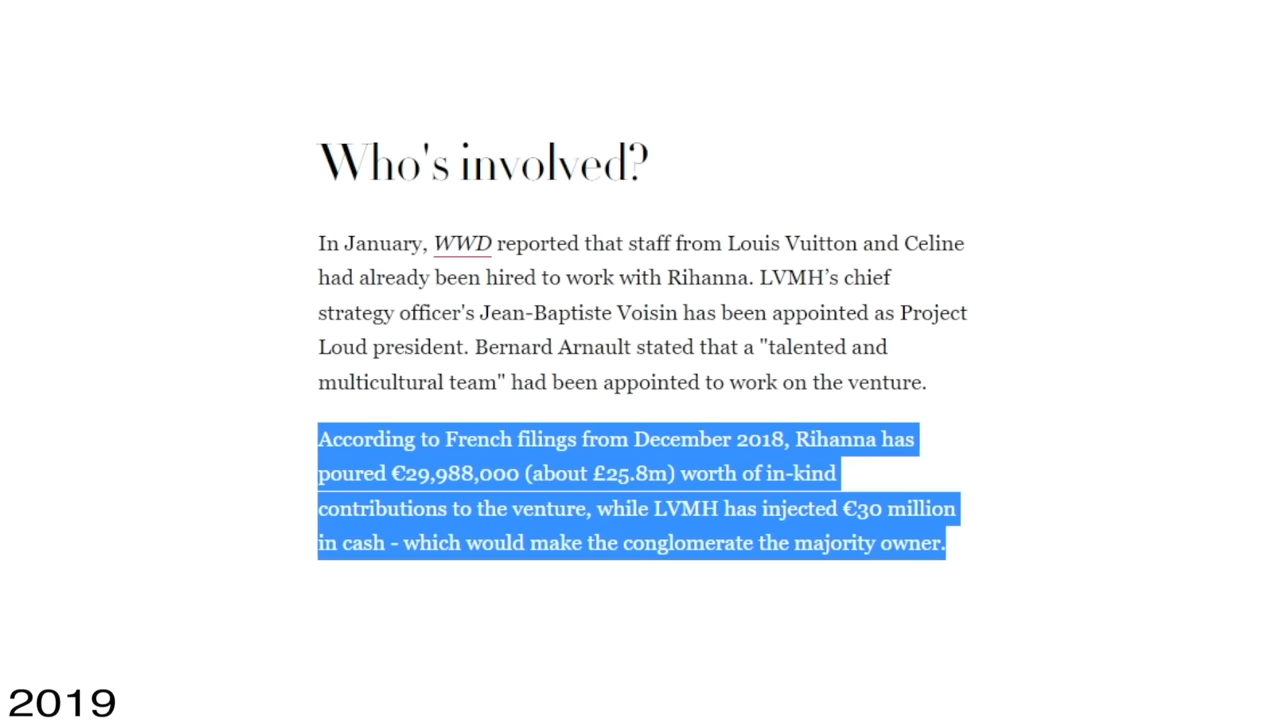 Who's involved?
In January, WWD reported that staff from Louis Vuitton and Celine
had already been hired to work with Rihanna. LVMH’s chief
strategy officer's Jean-Baptiste Voisin has been appointed as Project
Loud president. Bernard Arnault stated that a "talented and
multicultural team" had been appointed to work on the venture.
According to French filings from December 2018, Rihanna has
poured €29,988,000 (about £25.8m) worth of in-kind
contributions to the venture, while LVMH has injected €30 million
in cash - which would make the conglomerate the majority owner.
2019